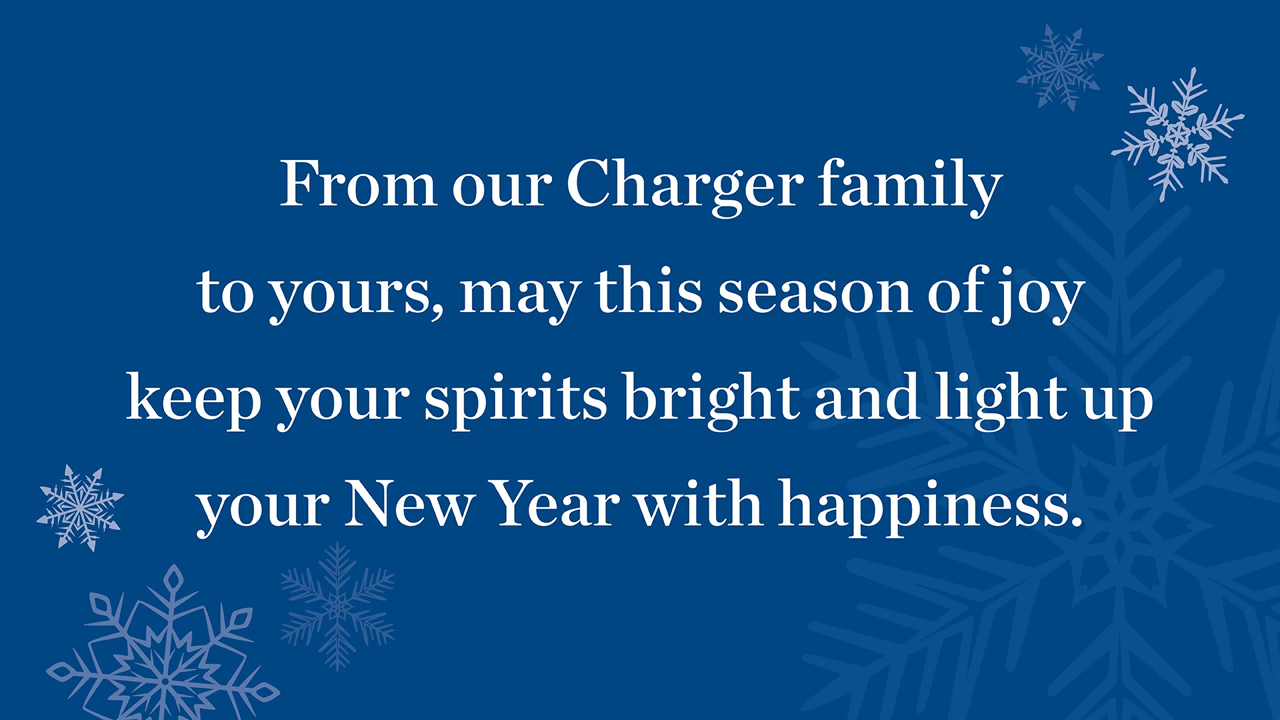 From our Charger family
to yours, may this season of joy
keep your spirits bright and light up
your New Year with happiness.